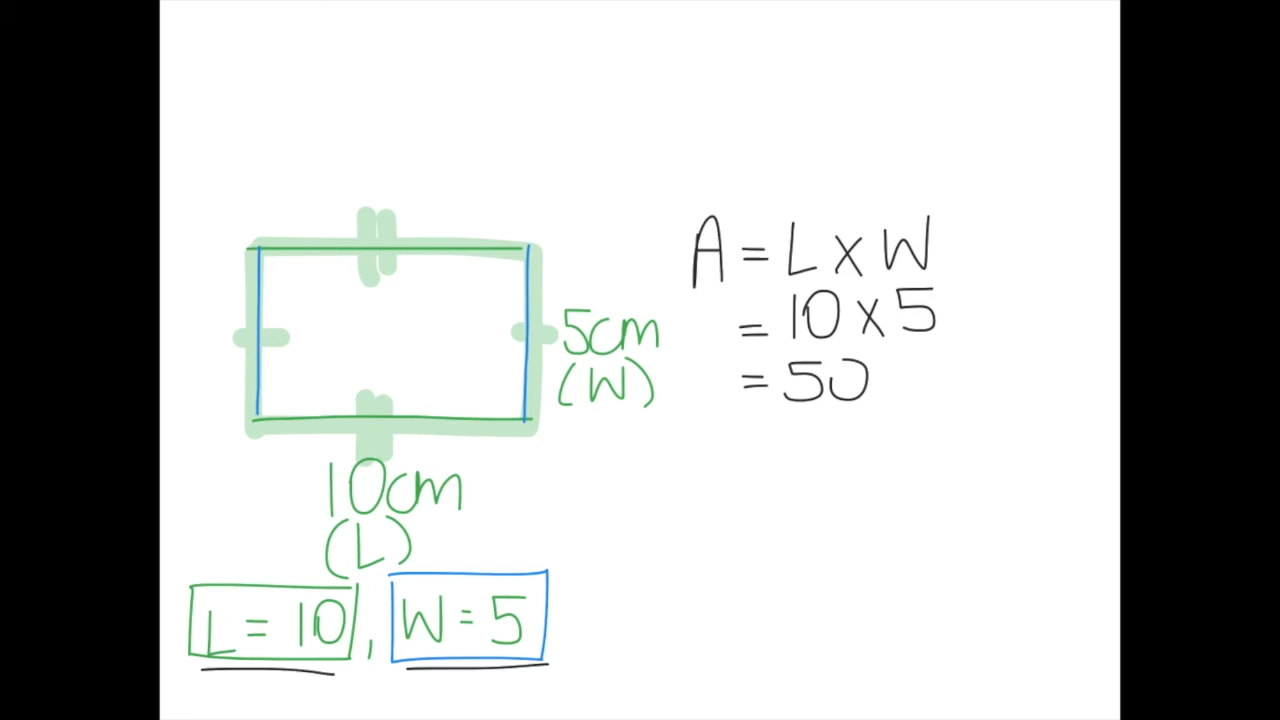 A = L x W
= 10 x 5
= 50
5cm
(W)
10cm
(L)
L = 10, W = 5